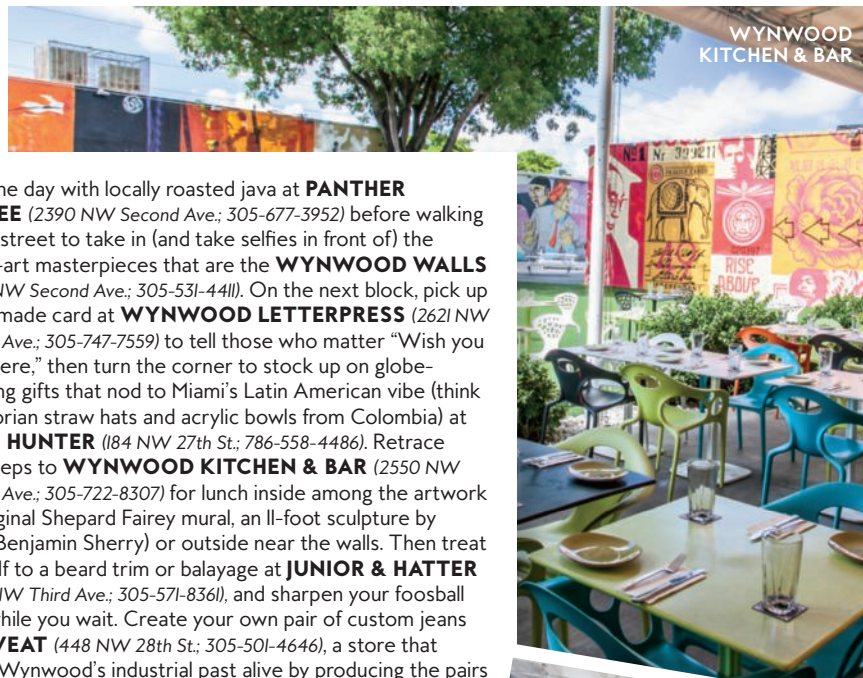 WYNWOOD
KITCHEN & BAR
No 1 Nr 399211
RISE
ABOVE
he day with locally roasted java at PANTHER
EE (2390 NW Second Ave.; 305-677-3952) before walking
street to take in (and take selfies in front of) the
-art masterpieces that are the WYNWOOD WALLS
NW Second Ave.; 305-531-4411). On the next block, pick up
made card at WYNWOOD LETTERPRESS (2621 NW
Ave.; 305-747-7559) to tell those who matter “Wish you
ere,” then turn the corner to stock up on globe-
ng gifts that nod to Miami’s Latin American vibe (think
orian straw hats and acrylic bowls from Colombia) at
HUNTER (184 NW 27th St.; 786-558-4486). Retrace
eps to WYNWOOD KITCHEN & BAR (2550 NW
Ave.; 305-722-8307) for lunch inside among the artwork
ginal Shepard Fairey mural, an 11-foot sculpture by
Benjamin Sherry) or outside near the walls. Then treat
lf to a beard trim or balayage at JUNIOR & HATTER
NW Third Ave.; 305-571-8361), and sharpen your foosball
while you wait. Create your own pair of custom jeans
VEAT (448 NW 28th St.; 305-501-4646), a store that
Wynwood’s industrial past alive by producing the pairs